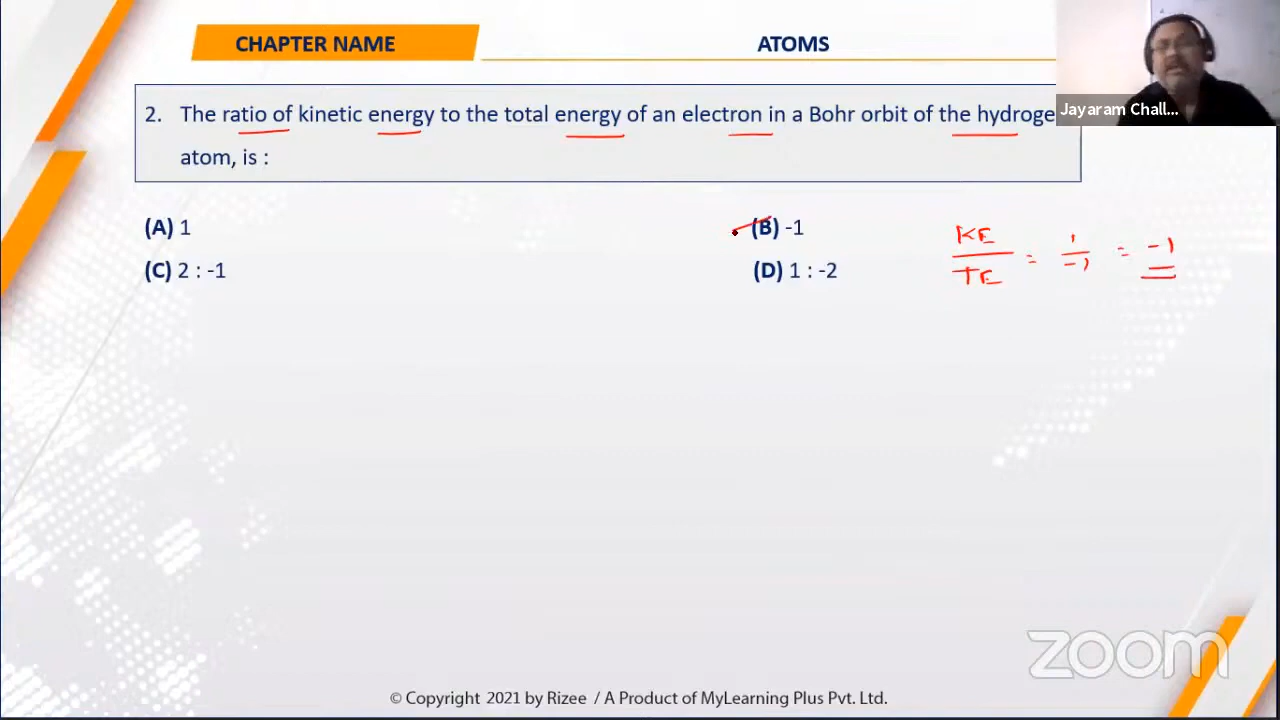 CHAPTER NAME
ATOMS
Jayaram Chall...
2. The ratio of kinetic energy to the total energy of an electron in a Bohr orbit of the hydroge
atom, is :
(A) 1
(B) -1
(C) 2 : -1
(D) 1 : -2
KE
TE
= 1
-1
= -1
zoom
© Copyright 2021 by Rizee / A Product of MyLearning Plus Pvt. Ltd.